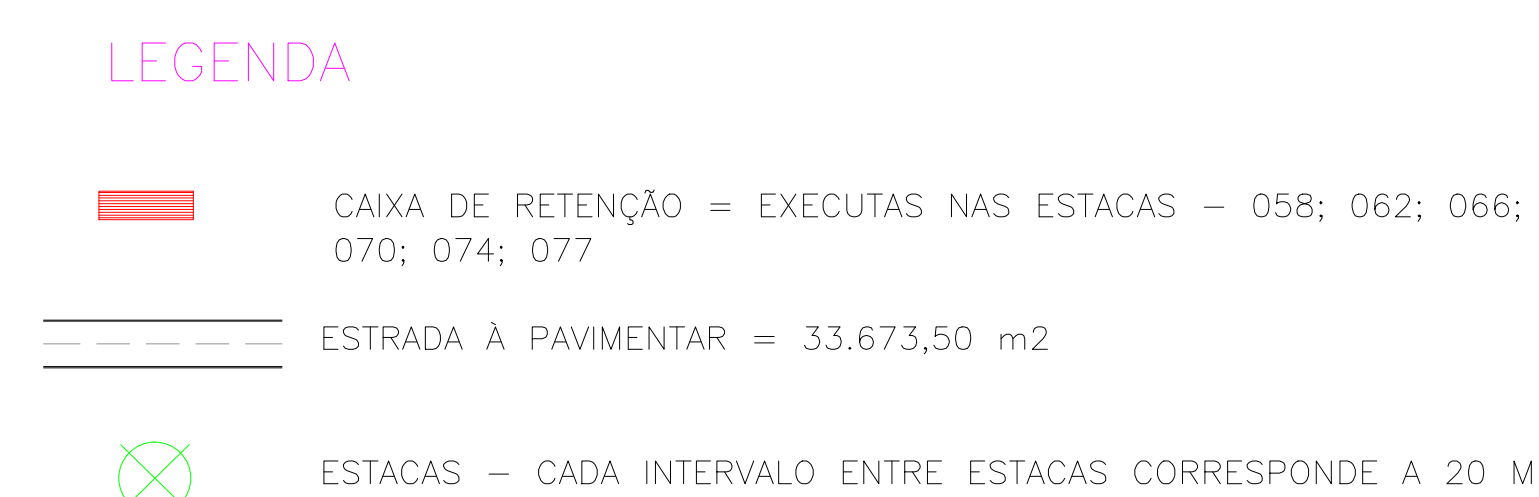 LEGENDA
CAIXA DE RETENÇÃO = EXECUTAS NAS ESTACAS - 058; 062; 066;
070; 074; 077
ESTRADA À PAVIMENTAR = 33.673,50 m2
ESTACAS - CADA INTERVALO ENTRE ESTACAS CORRESPONDE A 20 M